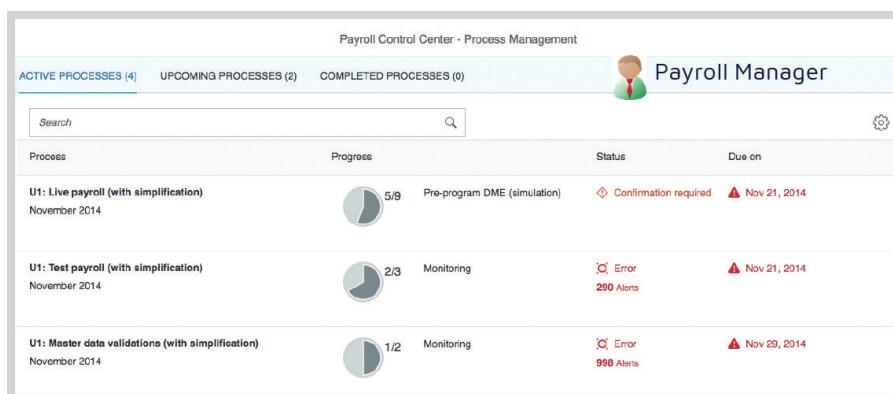 Payroll Control Center - Process Management
ACTIVE PROCESSES (4) UPCOMING PROCESSES (2) COMPLETED PROCESSES (0) Payroll Manager
Search
Process Progress Status Due on
U1: Live payroll (with simplification) 5/9 Pre-program DME (simulation) Confirmation required Nov 21, 2014
November 2014
U1: Test payroll (with simplification) 2/3 Monitoring Error Nov 21, 2014
November 2014 290 Alerts
U1: Master data validations (with simplification) 1/2 Monitoring Error Nov 29, 2014
November 2014 998 Alerts